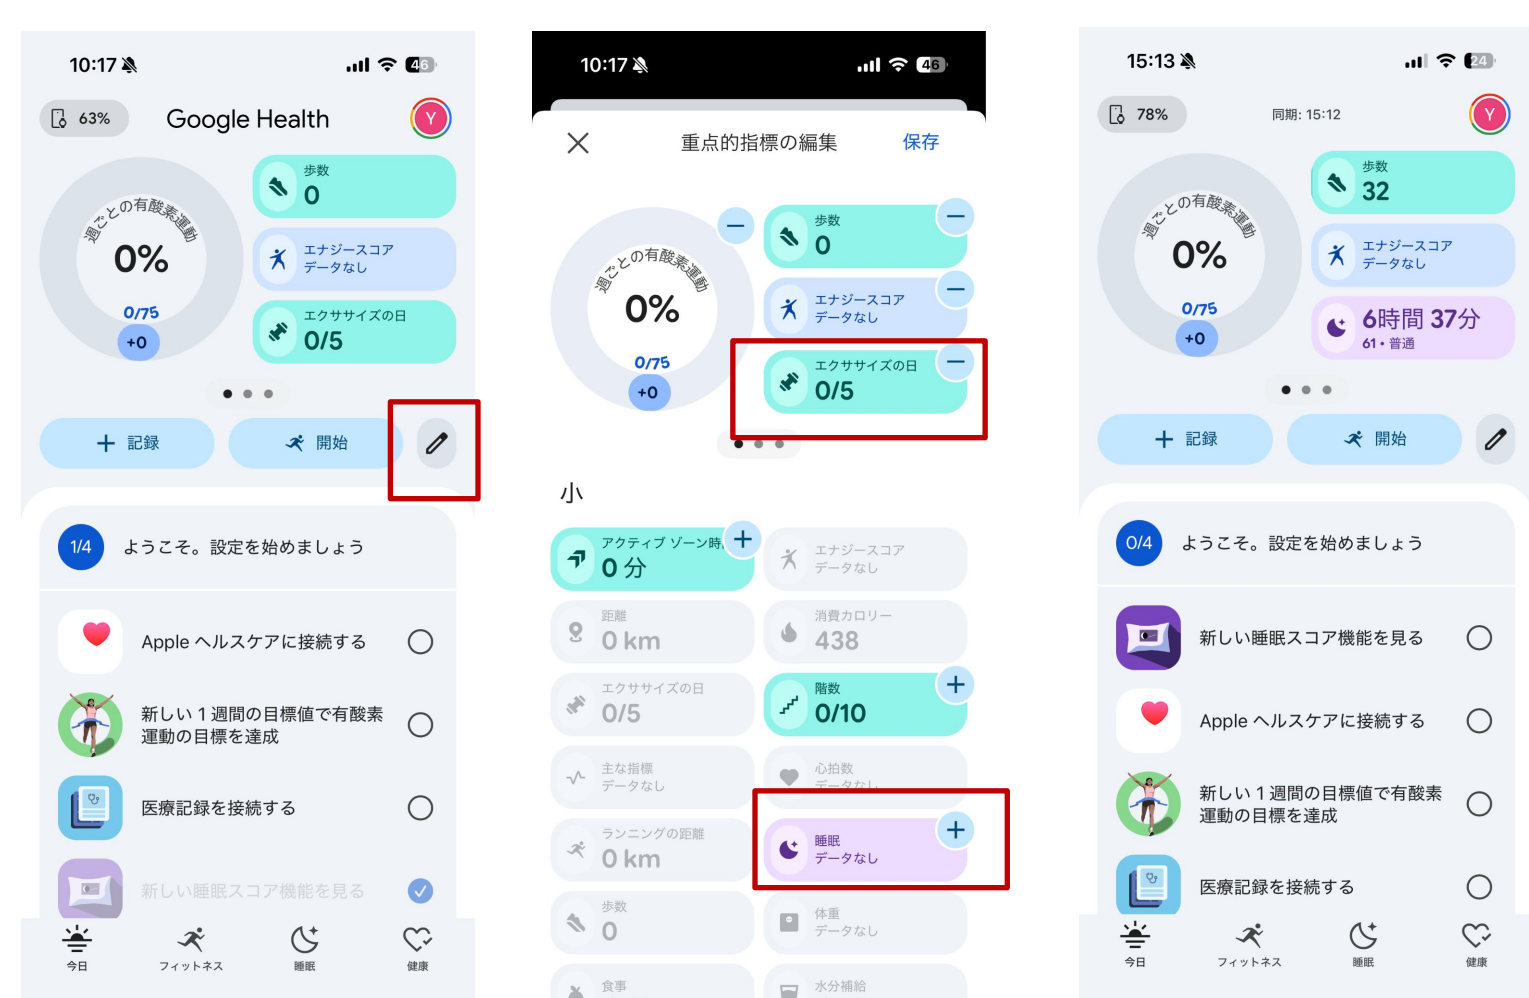 10:17
46
63%
Google Health
Y
歩数
0
週ごとの有酸素運動
0%
0/75
+0
エナジースコア
データなし
エクササイズの日
0/5
記録
開始
1/4
ようこそ。設定を始めましょう
Apple ヘルスケアに接続する
新しい 1 週間の目標値で有酸素
運動の目標を達成
医療記録を接続する
新しい睡眠スコア機能を見る
今日
フィットネス
睡眠
健康
10:17
46
重点的指標の編集
保存
歩数
0
週ごとの有酸素運動
0%
0/75
+0
エナジースコア
データなし
エクササイズの日
0/5
小
アクティブ ゾーン時
0 分
エナジースコア
データなし
距離
0 km
消費カロリー
438
エクササイズの日
0/5
階数
0/10
主な指標
データなし
心拍数
データなし
ランニングの距離
0 km
睡眠
データなし
歩数
0
体重
データなし
食事
水分補給
15:13
24
78%
同期: 15:12
Y
歩数
32
週ごとの有酸素運動
0%
0/75
+0
エナジースコア
データなし
6時間 37分
61 • 普通
記録
開始
0/4
ようこそ。設定を始めましょう
新しい睡眠スコア機能を見る
Apple ヘルスケアに接続する
新しい 1 週間の目標値で有酸素
運動の目標を達成
医療記録を接続する
今日
フィットネス
睡眠
健康